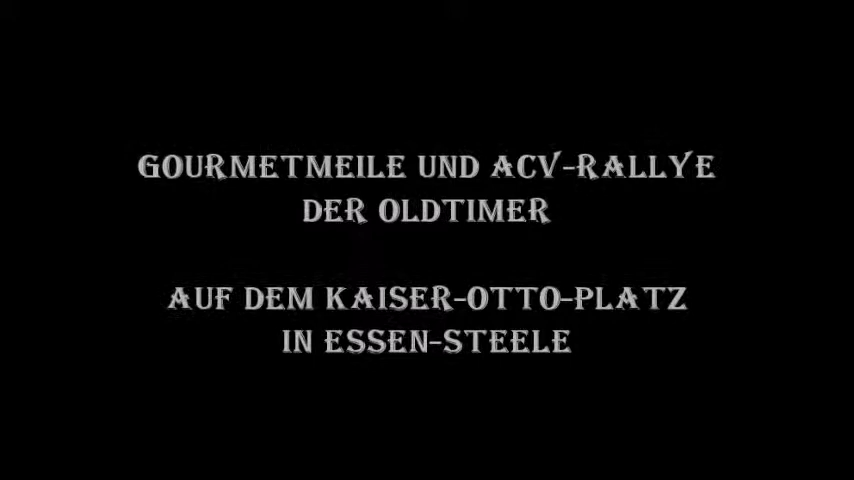 GOURMETMEILE UND ACV-RALLYE
DER OLDTIMER
AUF DEM KAISER-OTTO-PLATZ
IN ESSEN-STEELE